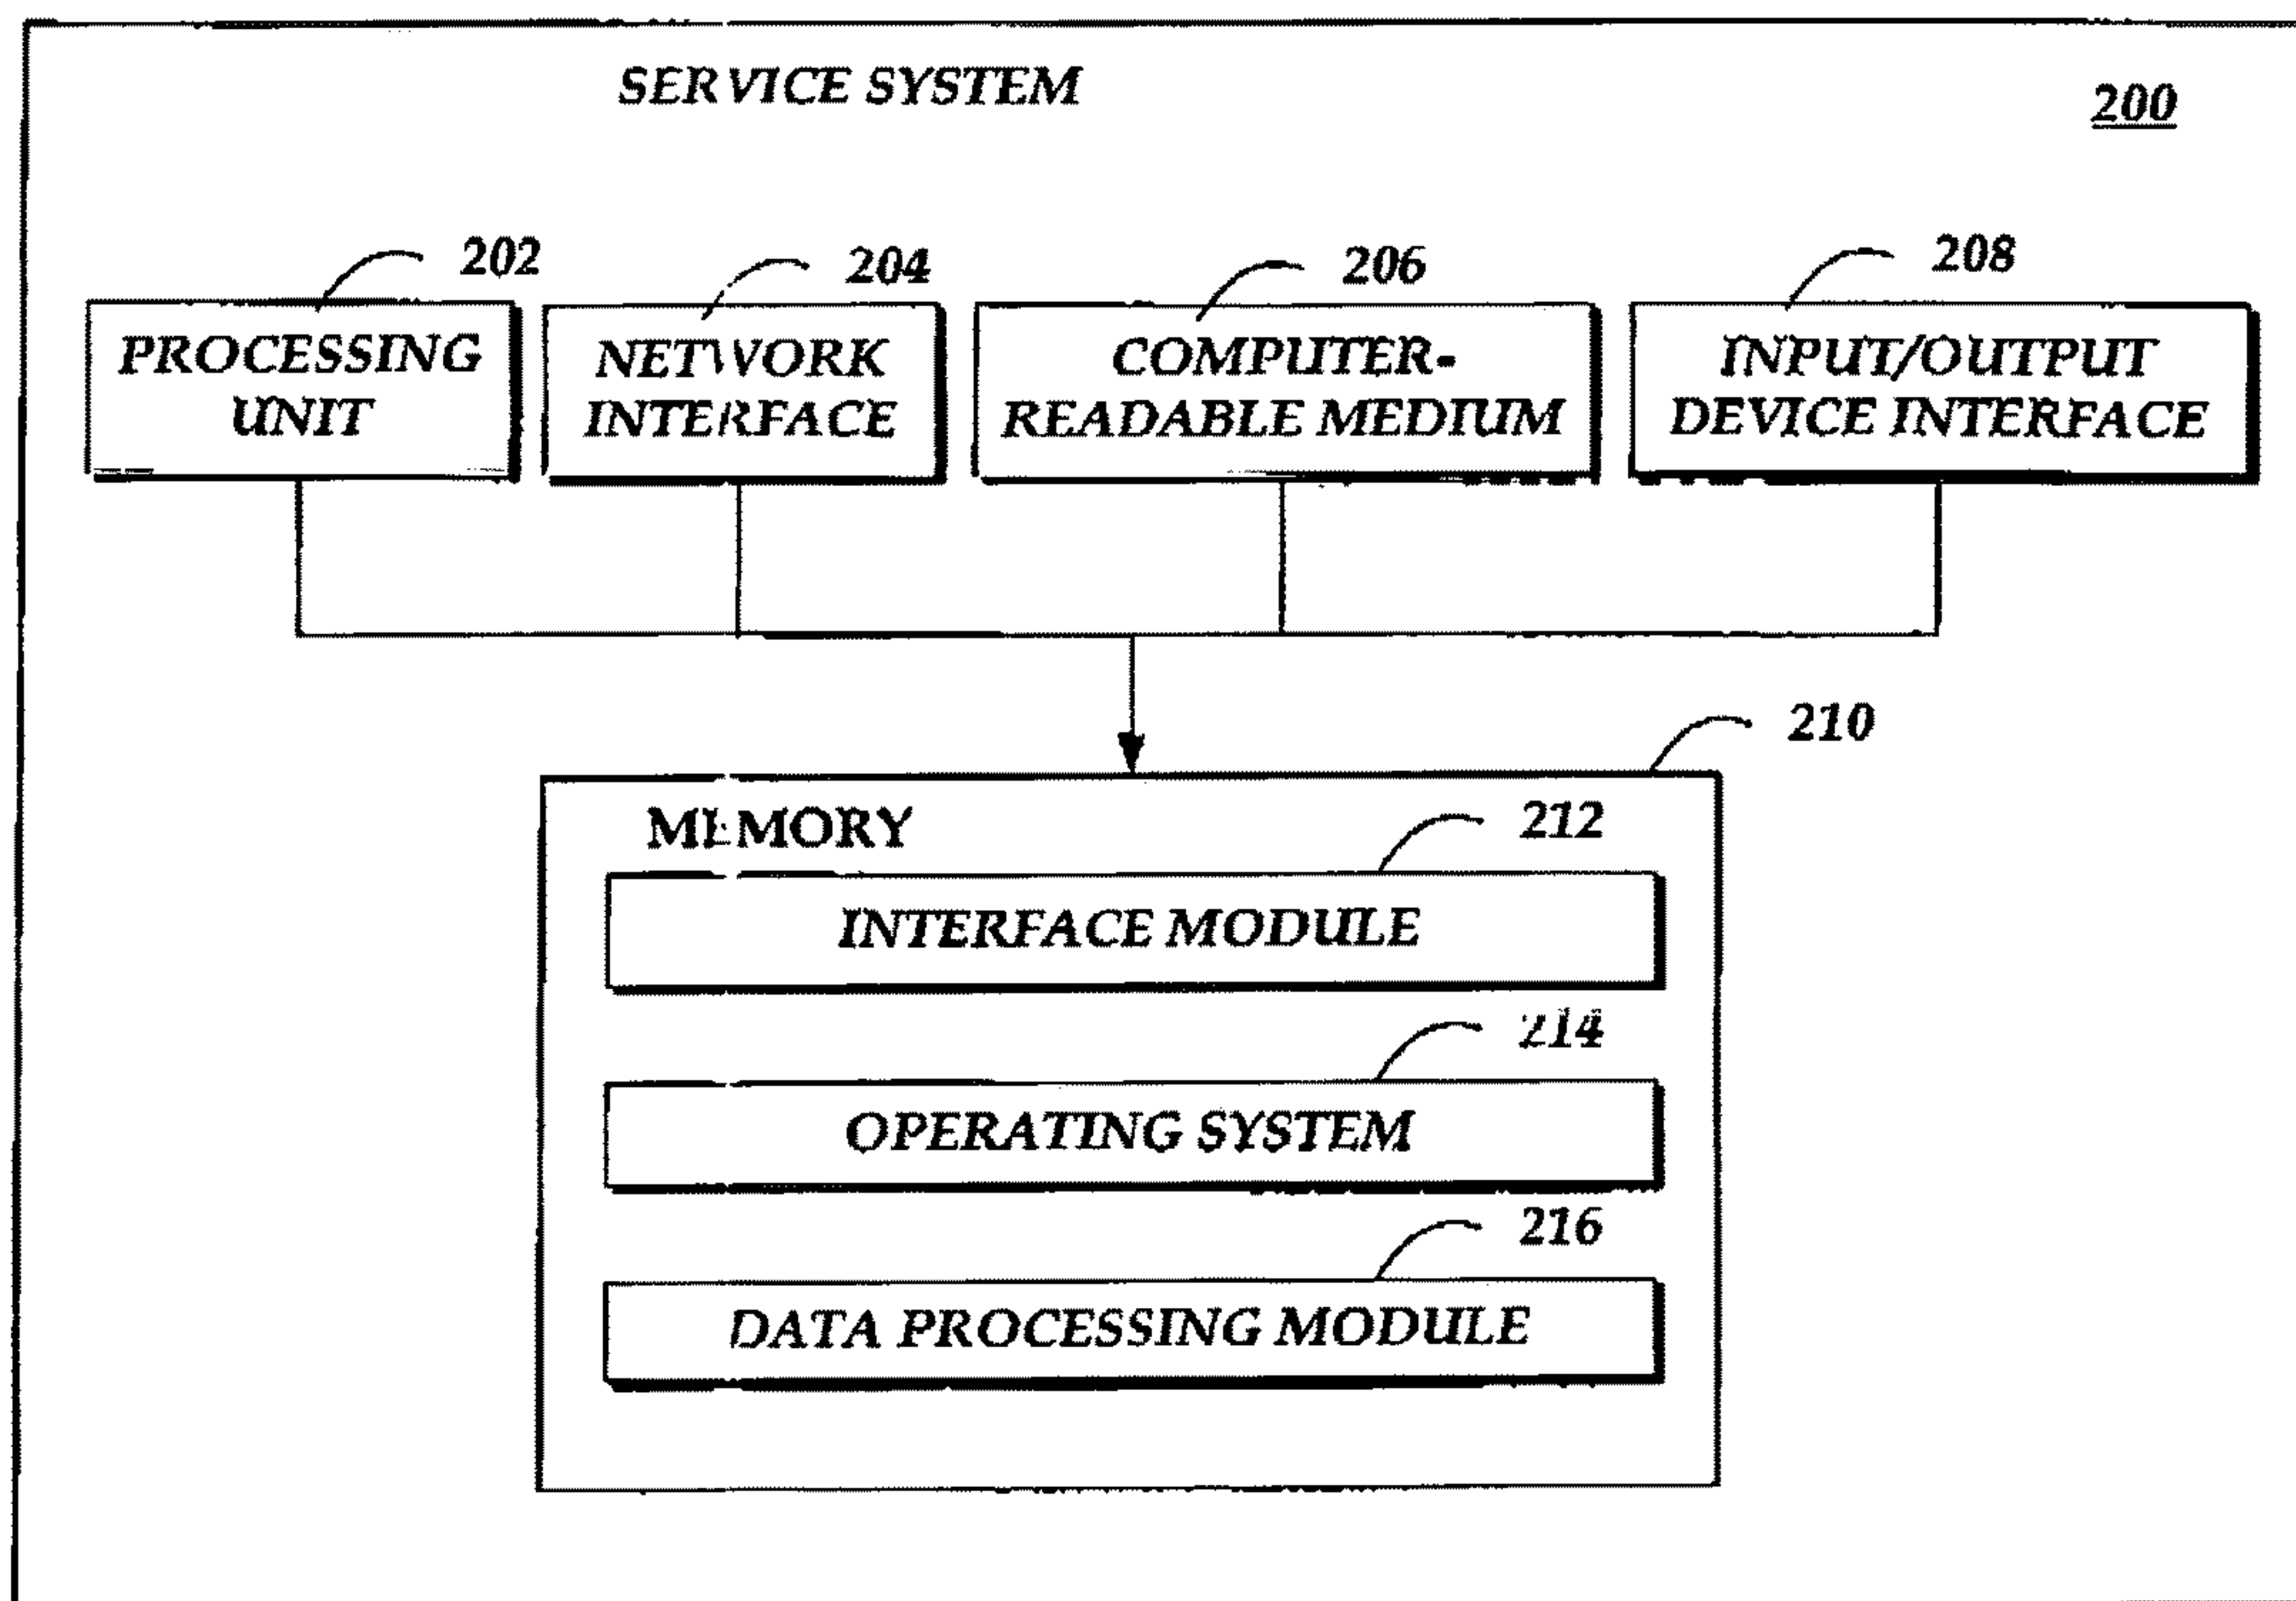 SERVICE SYSTEM
200
202
204
206
208
PROCESSING
UNIT
NETWORK
INTERFACE
COMPUTER-
READABLE MEDIUM
INPUT/OUTPUT
DEVICE INTERFACE
210
MEMORY
212
INTERFACE MODULE
214
OPERATING SYSTEM
216
DATA PROCESSING MODULE